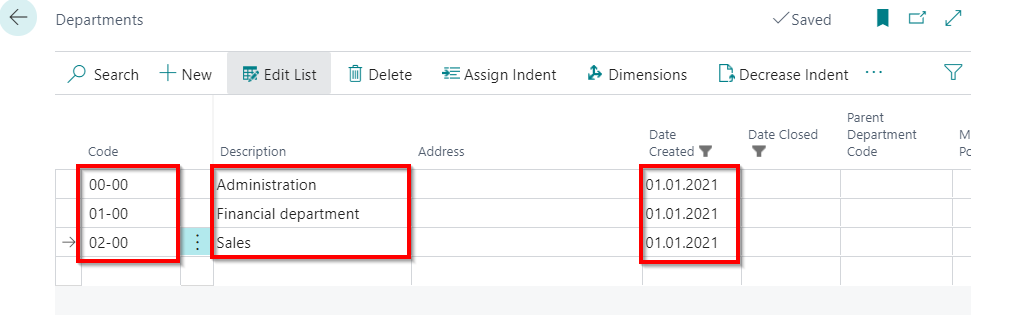 Departments
Saved
Search New Edit List Delete Assign Indent Dimensions Decrease Indent ...
Code Description Address Date Created Date Closed Parent Department Code M Pc
00-00 Administration 01.01.2021
01-00 Financial department 01.01.2021
02-00 Sales 01.01.2021